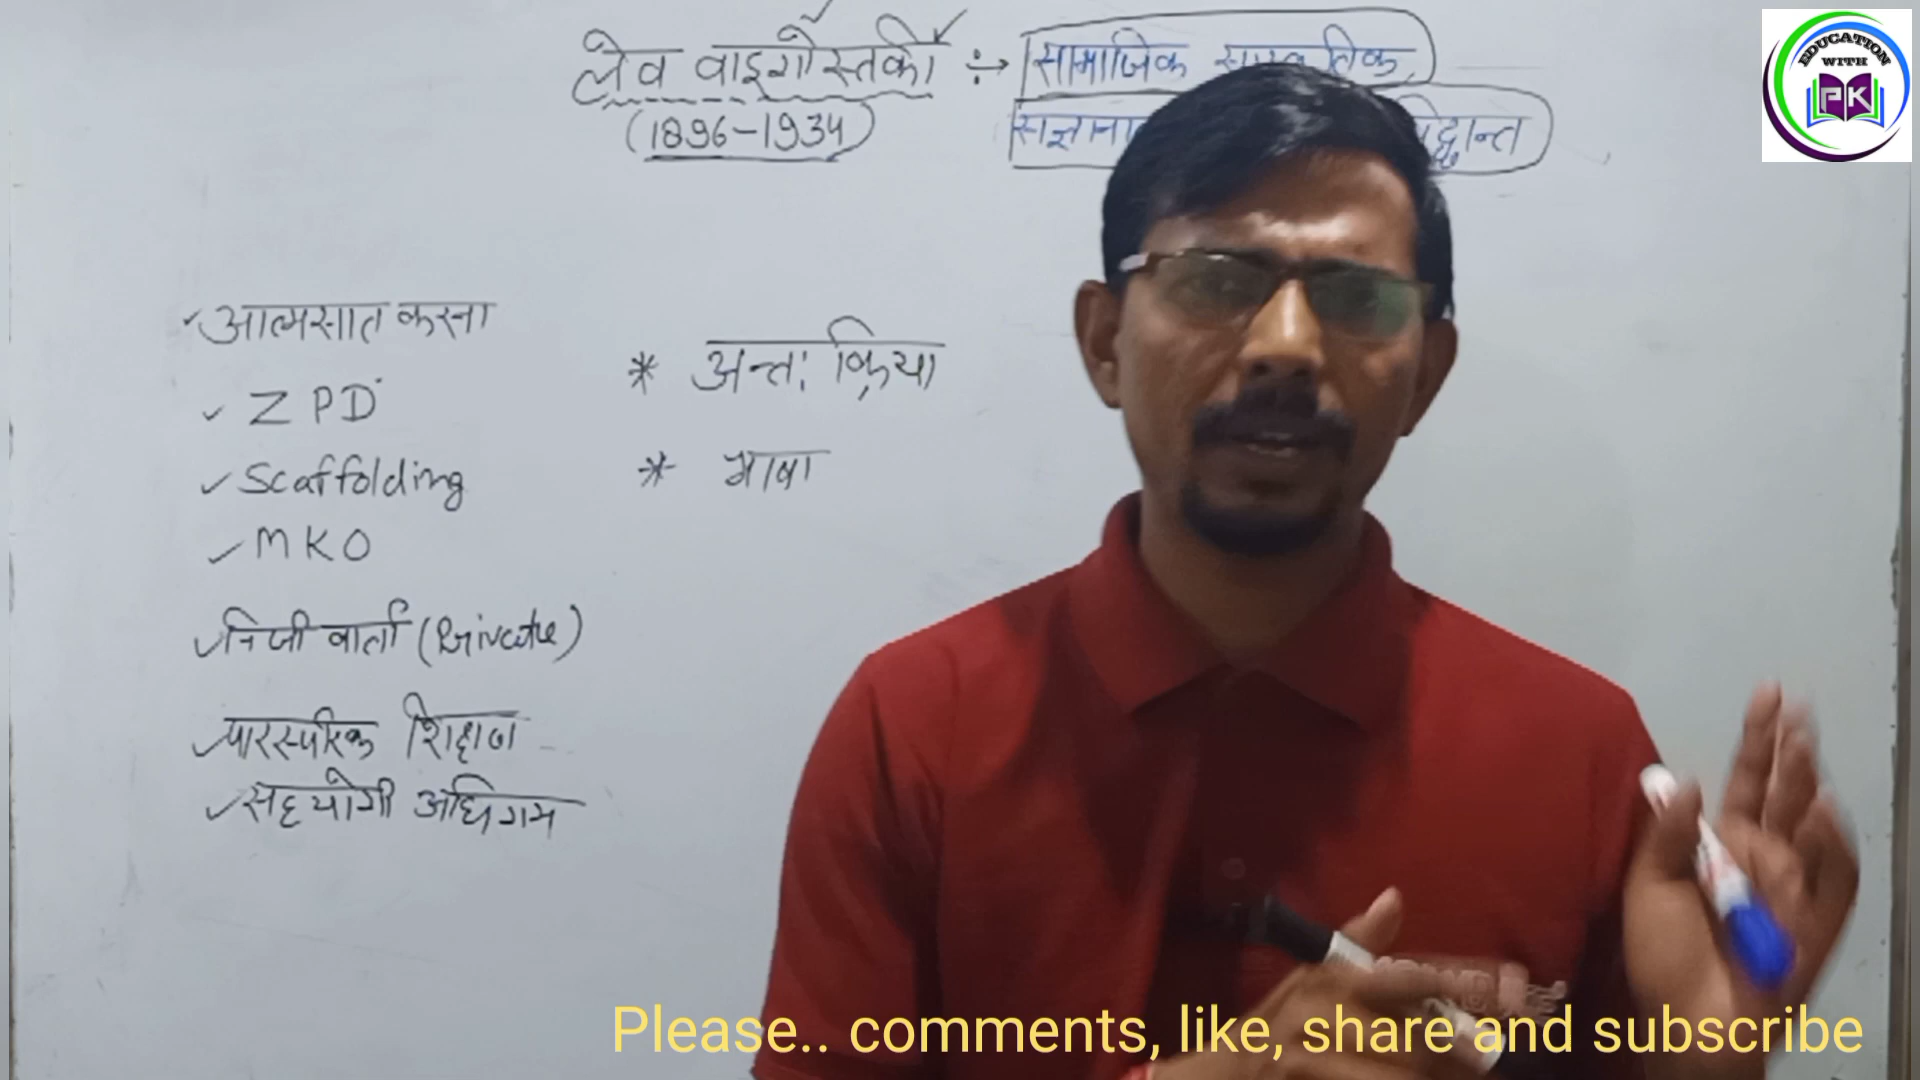 लेव वाइगोस्तकी ÷→ सामाजिक
(1896-1934)
✓आत्मसात करना
✓ ZPD
✓ Scaffolding
✓ MKO
✓ निजी वार्ता (Private)
✓पारस्परिक शिक्षण
✓सहयोगी अधिगम
* अन्तः क्रिया
* भाषा
EDUCATION
WITH
PK
Please.. comments, like, share and subscribe